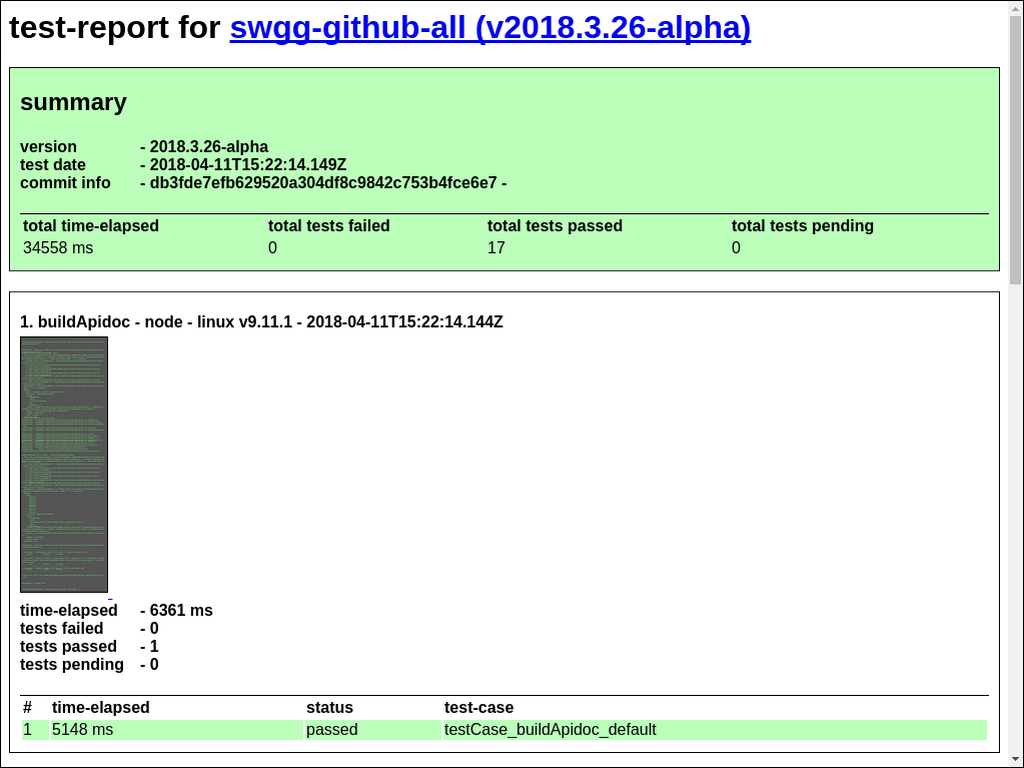 test-report for swgg-github-all (v2018.3.26-alpha)
summary
version - 2018.3.26-alpha
test date - 2018-04-11T15:22:14.149Z
commit info - db3fde7efb629520a304df8c9842c753b4fce6e7 -
total time-elapsed total tests failed total tests passed total tests pending
34558 ms 0 17 0
1. buildApidoc - node - linux v9.11.1 - 2018-04-11T15:22:14.144Z
time-elapsed - 6361 ms
tests failed - 0
tests passed - 1
tests pending - 0
# time-elapsed status test-case
1 5148 ms passed testCase_buildApidoc_default